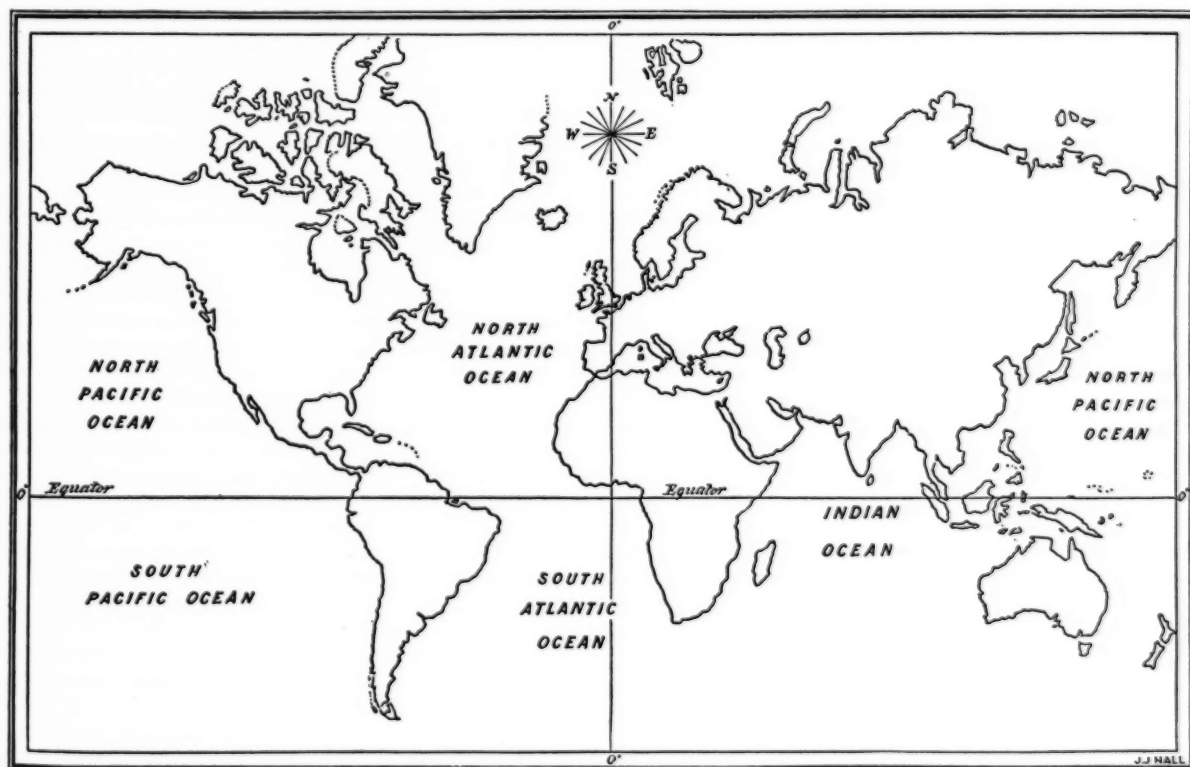 0°
N
W E
S
NORTH
PACIFIC
OCEAN
NORTH
ATLANTIC
OCEAN
NORTH
PACIFIC
OCEAN
0° Equator Equator 0°
INDIAN
OCEAN
SOUTH
PACIFIC OCEAN
SOUTH
ATLANTIC
OCEAN
0°
J.J HALL